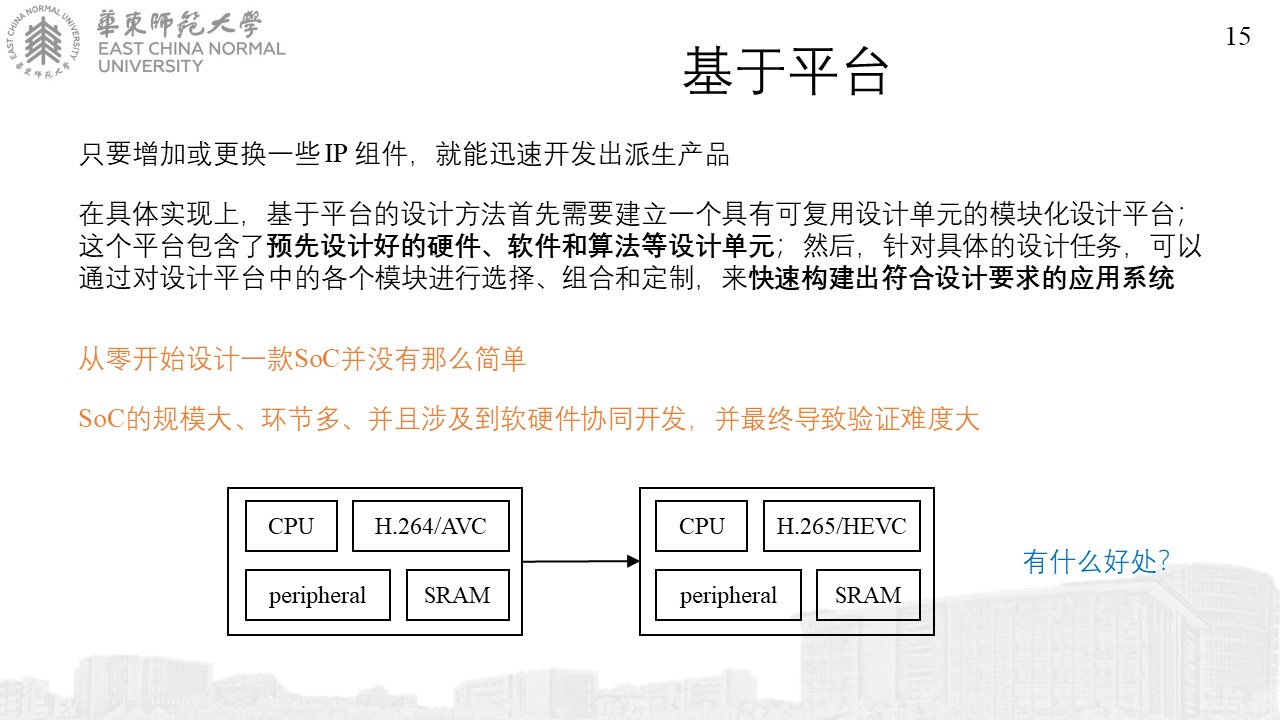 EAST CHINA NORMAL UNIVERSITY
華東師範大學
華東師範大學
EAST CHINA NORMAL
UNIVERSITY
15
基于平台
只要增加或更换一些 IP 组件，就能迅速开发出派生产品
在具体实现上，基于平台的设计方法首先需要建立一个具有可复用设计单元的模块化设计平台；
这个平台包含了预先设计好的硬件、软件和算法等设计单元；然后，针对具体的设计任务，可以
通过对设计平台中的各个模块进行选择、组合和定制，来快速构建出符合设计要求的应用系统
从零开始设计一款SoC并没有那么简单
SoC的规模大、环节多、并且涉及到软硬件协同开发，并最终导致验证难度大
CPU
H.264/AVC
peripheral
SRAM
CPU
H.265/HEVC
peripheral
SRAM
有什么好处？